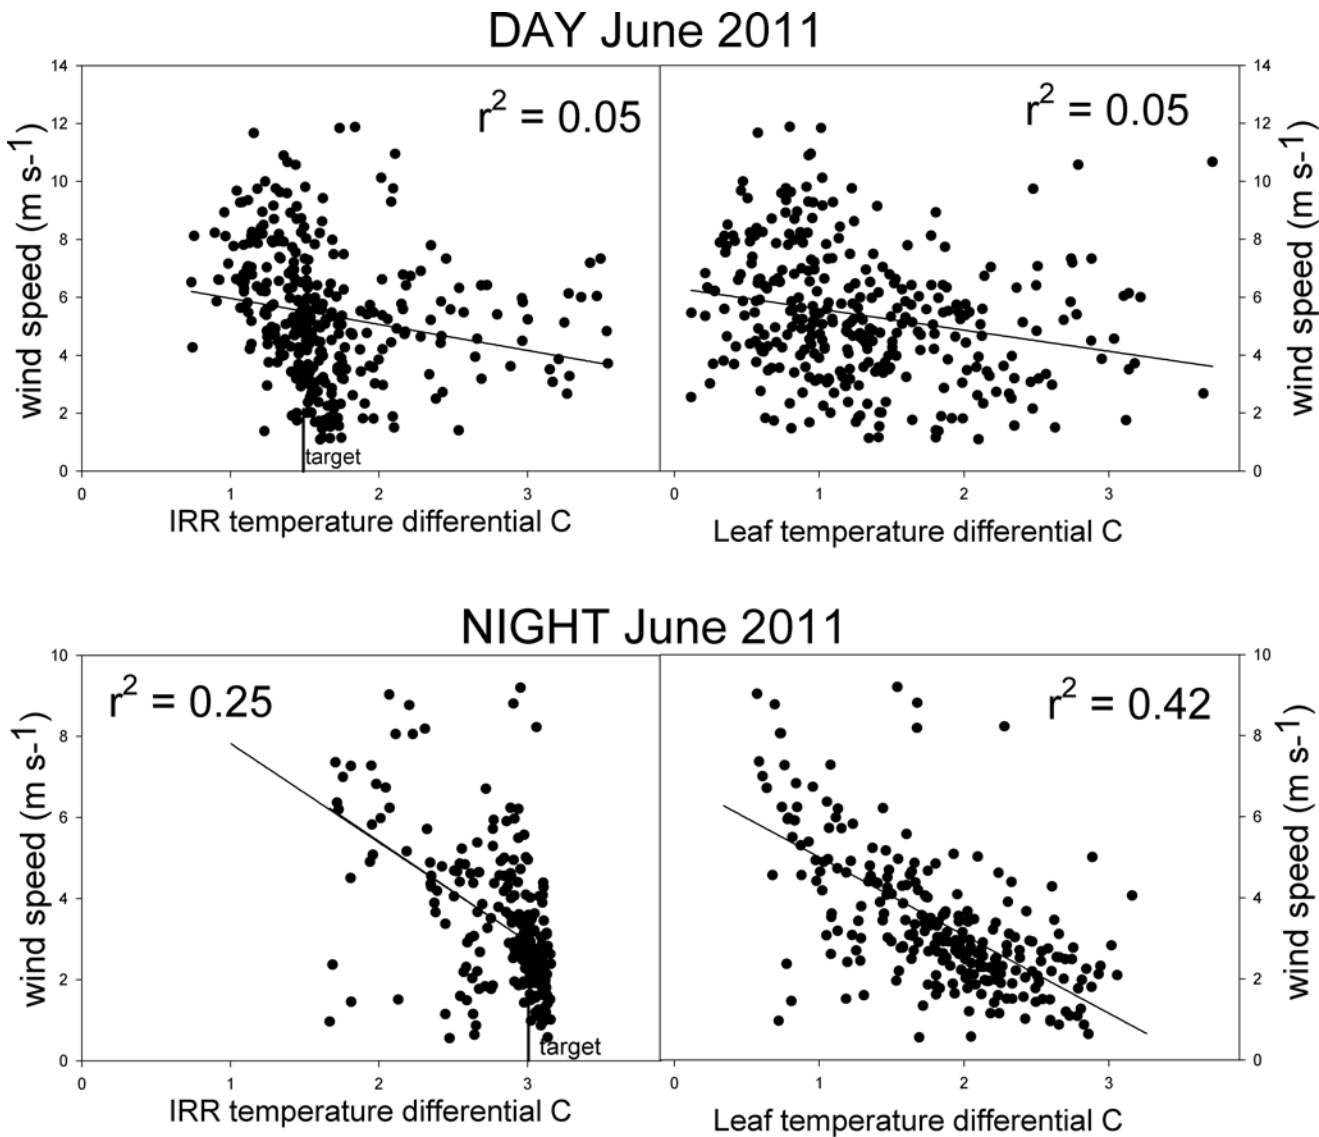 DAY June 2011
14
12
10
8
6
4
2
0
wind speed (m s-1)
r2 = 0.05
target
0 1 2 3
IRR temperature differential C
r2 = 0.05
14
12
10
8
6
4
2
0
wind speed (m s-1)
0 1 2 3
Leaf temperature differential C
NIGHT June 2011
10
8
6
4
2
0
wind speed (m s-1)
r2 = 0.25
target
0 1 2 3
IRR temperature differential C
r2 = 0.42
10
8
6
4
2
0
wind speed (m s-1)
0 1 2 3
Leaf temperature differential C